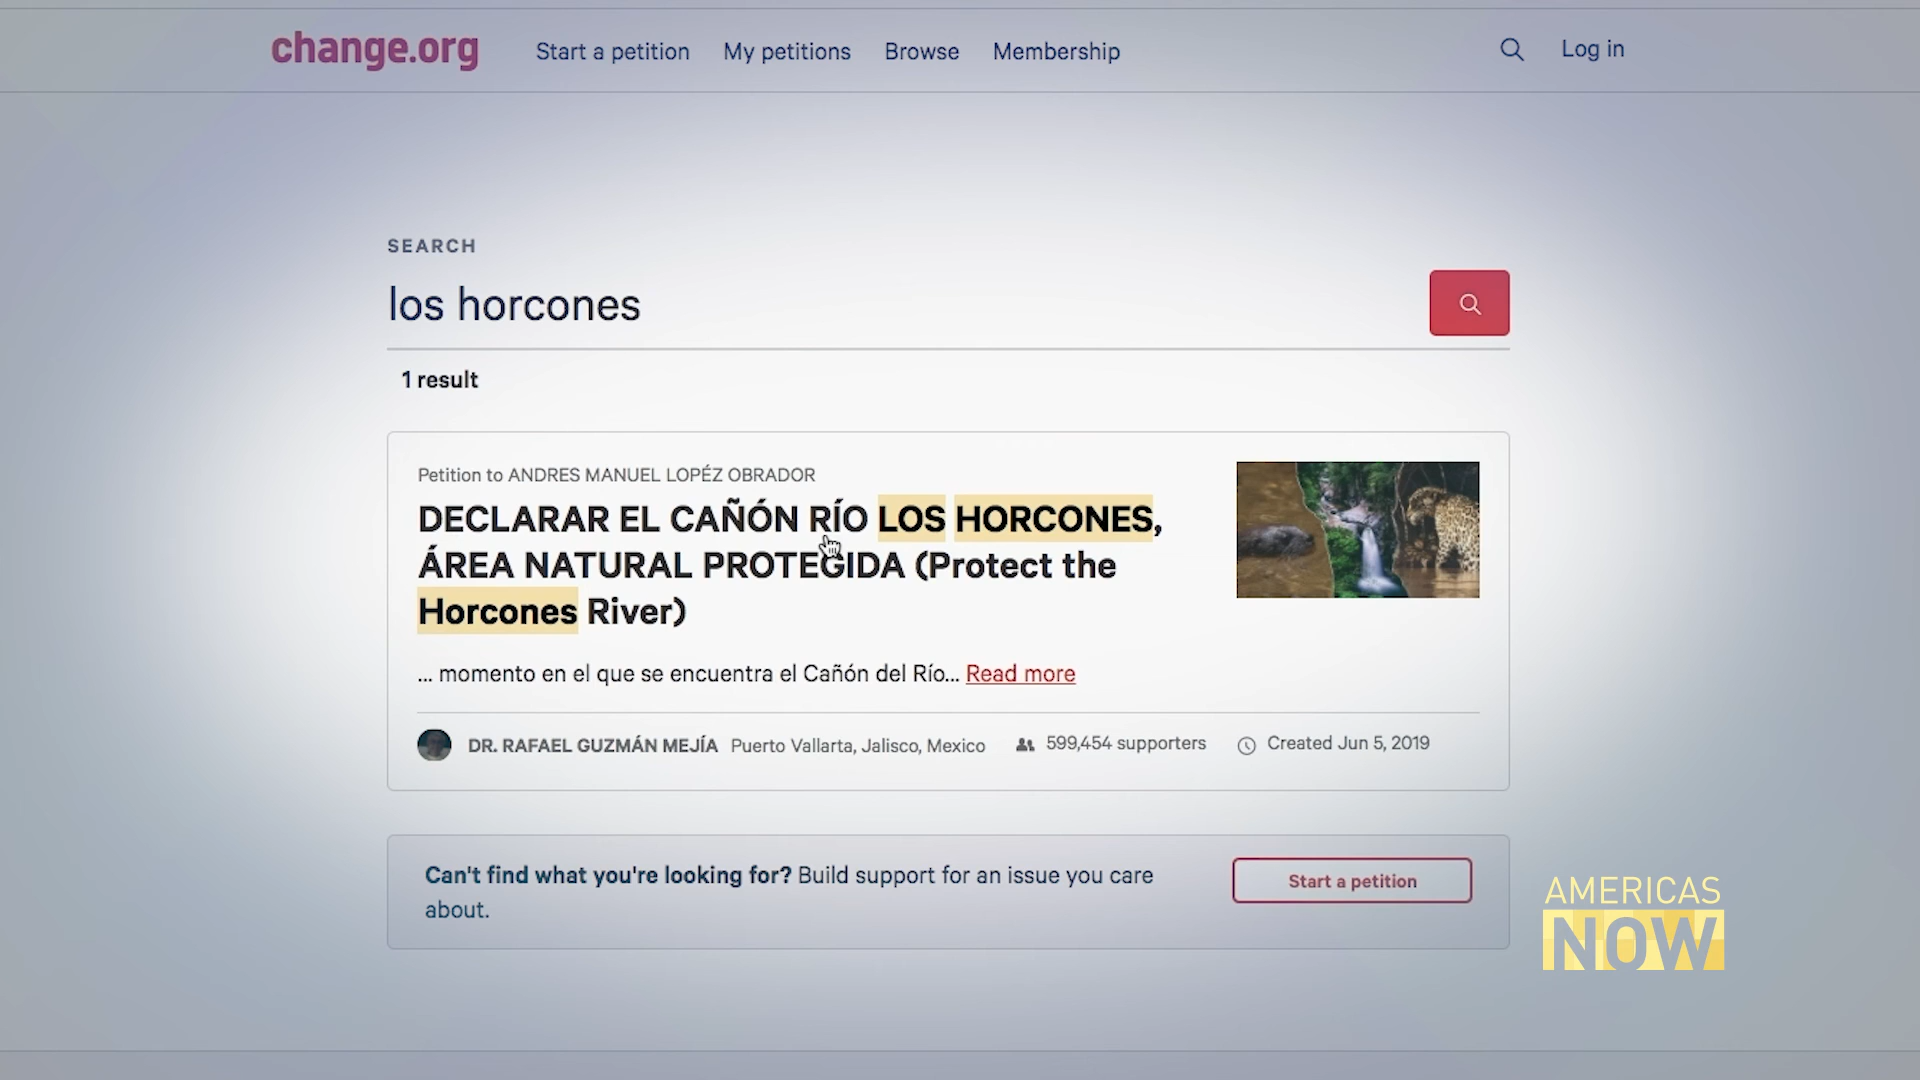 change.org
Start a petition
My petitions
Browse
Membership
Log in
SEARCH
los horcones
1 result
Petition to ANDRES MANUEL LOPÉZ OBRADOR
DECLARAR EL CAÑÓN RÍO LOS HORCONES,
ÁREA NATURAL PROTEGIDA (Protect the
Horcones River)
... momento en el que se encuentra el Cañón del Río... Read more
DR. RAFAEL GUZMÁN MEJÍA Puerto Vallarta, Jalisco, Mexico 599,454 supporters Created Jun 5, 2019
Can't find what you're looking for? Build support for an issue you care
about.
Start a petition
AMERICAS
NOW